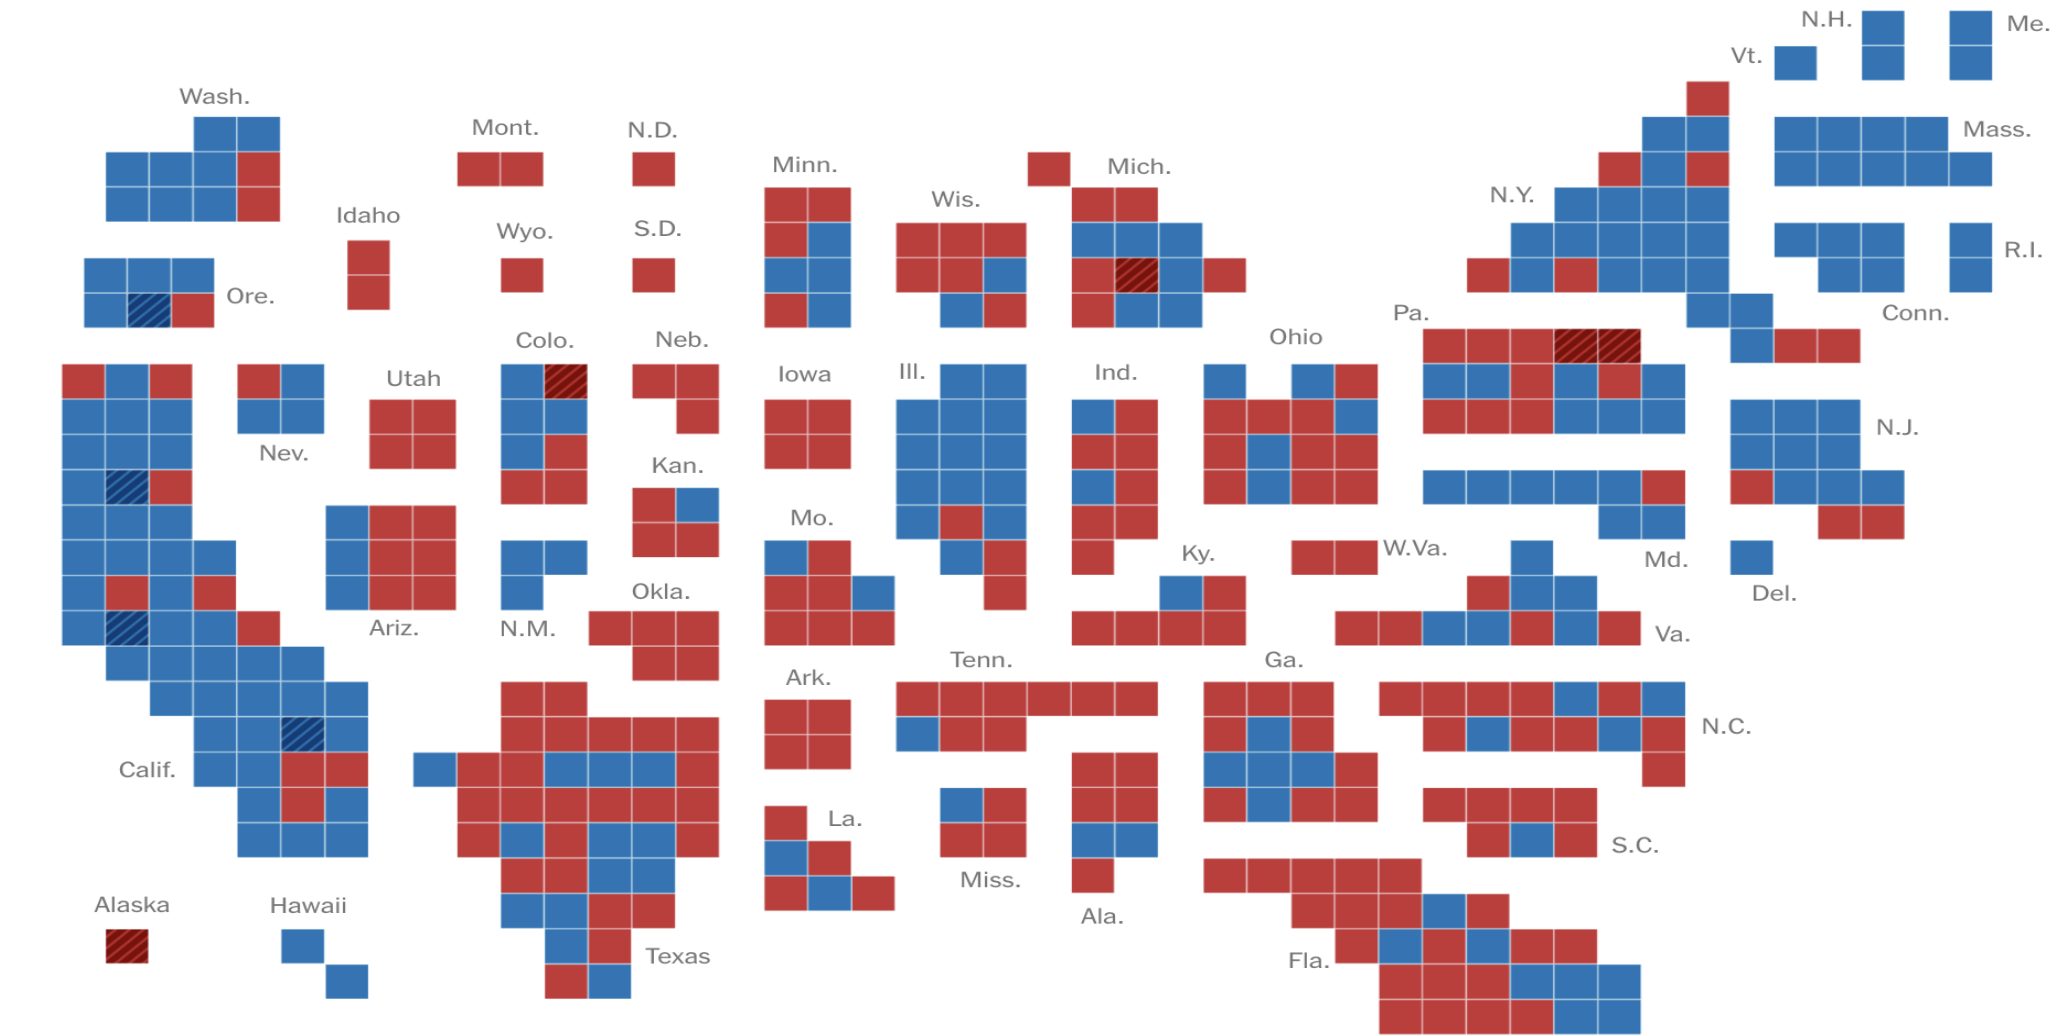 N.H.
Me.
Vt.
Wash.
Mont.
N.D.
Mass.
Minn.
Mich.
N.Y.
Wis.
Idaho
Wyo.
S.D.
R.I.
Ore.
Pa.
Conn.
Colo.
Neb.
Ohio
Utah
Iowa
Ill.
Ind.
N.J.
Nev.
Kan.
Mo.
Ky.
W.Va.
Md.
Okla.
Del.
Ariz.
N.M.
Va.
Tenn.
Ga.
Ark.
N.C.
Calif.
La.
S.C.
Miss.
Alaska
Hawaii
Ala.
Texas
Fla.